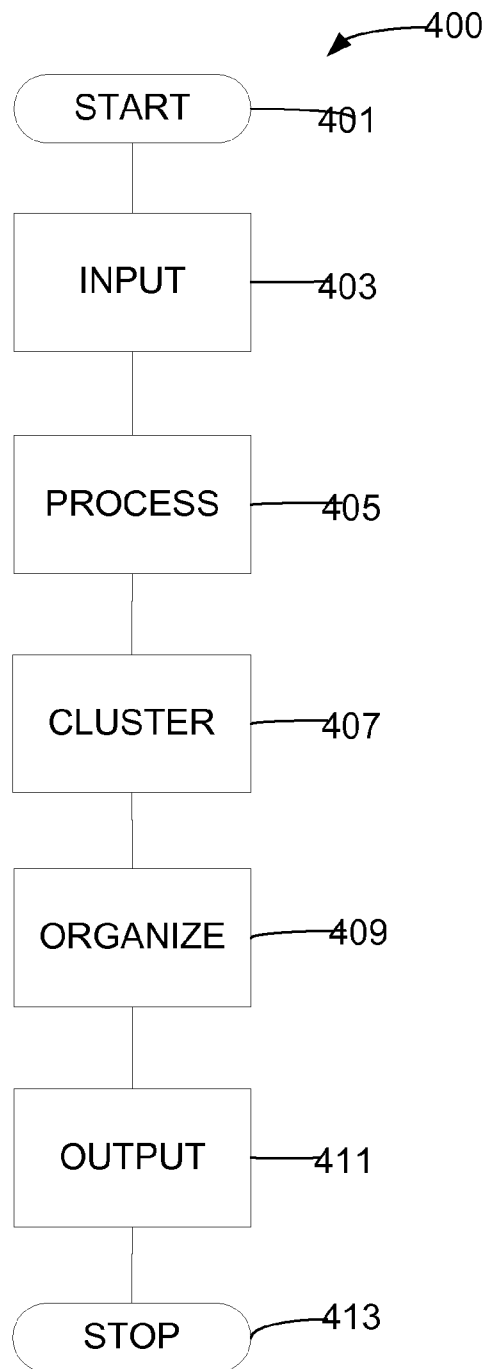 400
START
401
INPUT
403
PROCESS
405
CLUSTER
407
ORGANIZE
409
OUTPUT
411
STOP
413